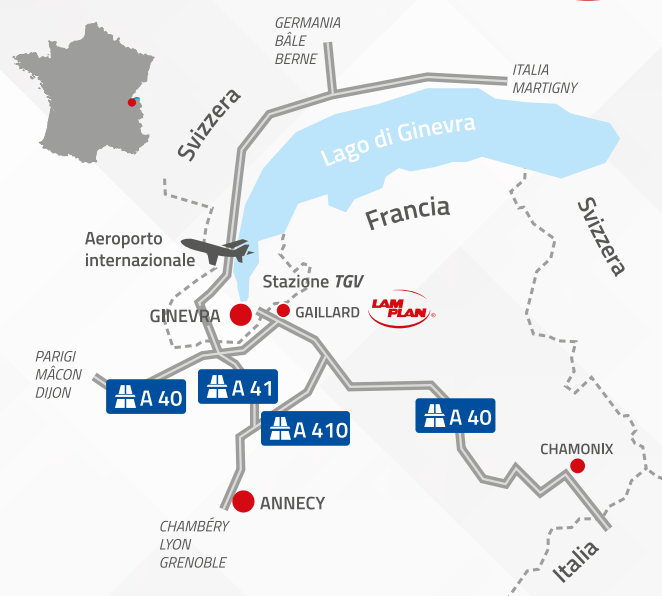 GERMANIA
BÂLE
BERNE
ITALIA
MARTIGNY
Svizzera
Lago di Ginevra
Francia
Svizzera
Aeroporto
internazionale
Stazione TGV
GINEVRA
GAILLARD
LAM
PLAN®
PARIGI
MÂCON
DIJON
A 40
A 41
A 410
A 40
CHAMONIX
ANNECY
CHAMBÉRY
LYON
GRENOBLE
Italia